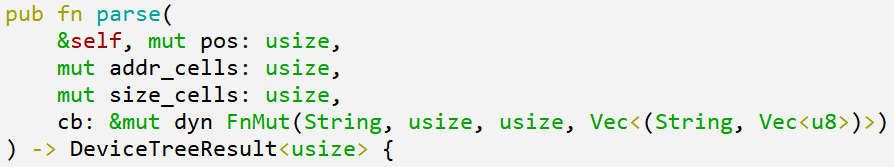 pub fn parse(
    &self, mut pos: usize,
    mut addr_cells: usize,
    mut size_cells: usize,
    cb: &mut dyn FnMut(String, usize, usize, Vec<(String, Vec<u8>)>)
) -> DeviceTreeResult<usize> {